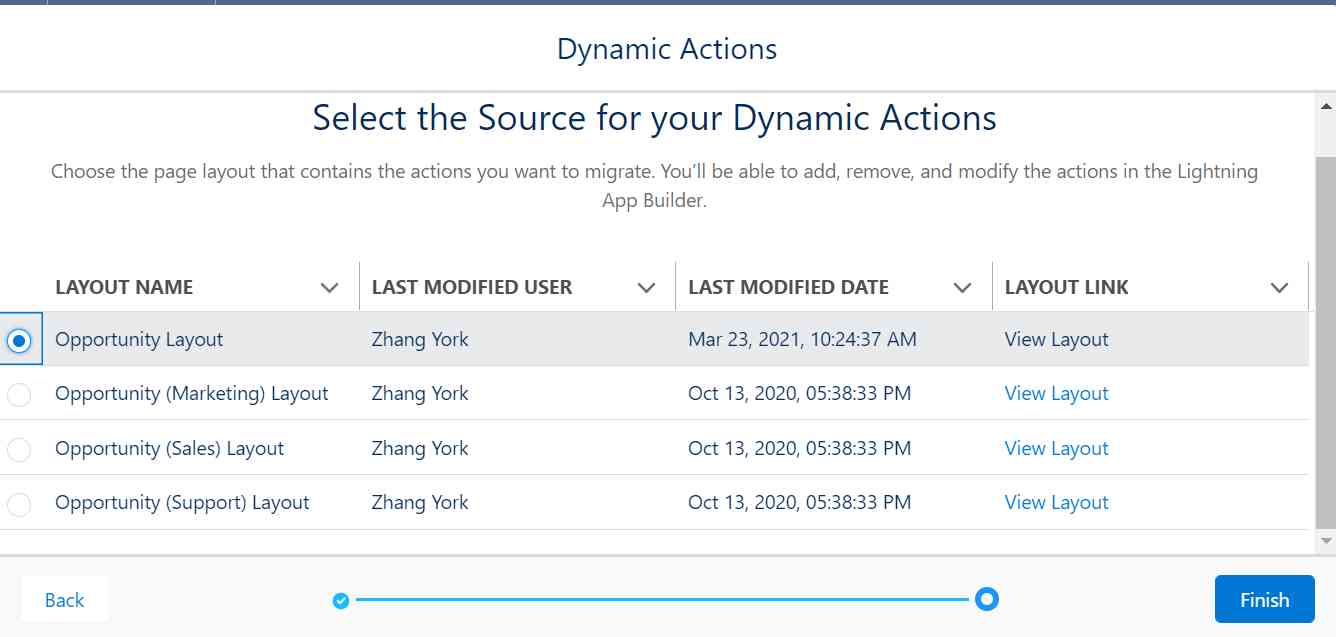 Dynamic Actions
Select the Source for your Dynamic Actions
Choose the page layout that contains the actions you want to migrate. You’ll be able to add, remove, and modify the actions in the Lightning
App Builder.
LAYOUT NAME LAST MODIFIED USER LAST MODIFIED DATE LAYOUT LINK
Opportunity Layout Zhang York Mar 23, 2021, 10:24:37 AM View Layout
Opportunity (Marketing) Layout Zhang York Oct 13, 2020, 05:38:33 PM View Layout
Opportunity (Sales) Layout Zhang York Oct 13, 2020, 05:38:33 PM View Layout
Opportunity (Support) Layout Zhang York Oct 13, 2020, 05:38:33 PM View Layout
Back Finish